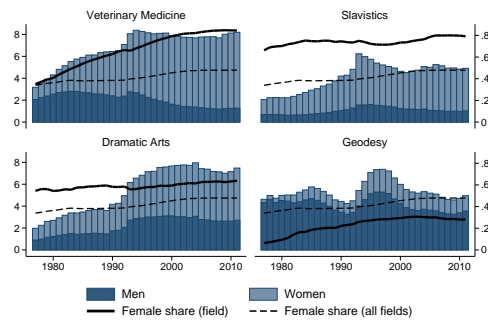 Veterinary Medicine
Slavistics
8
6
4
2
0
.8
.6
.4
.2
0
Dramatic Arts
Geodesy
8
6
4
2
0
.8
.6
.4
.2
0
1980 1990 2000 2010
1980 1990 2000 2010
Men Women
Female share (field) Female share (all fields)